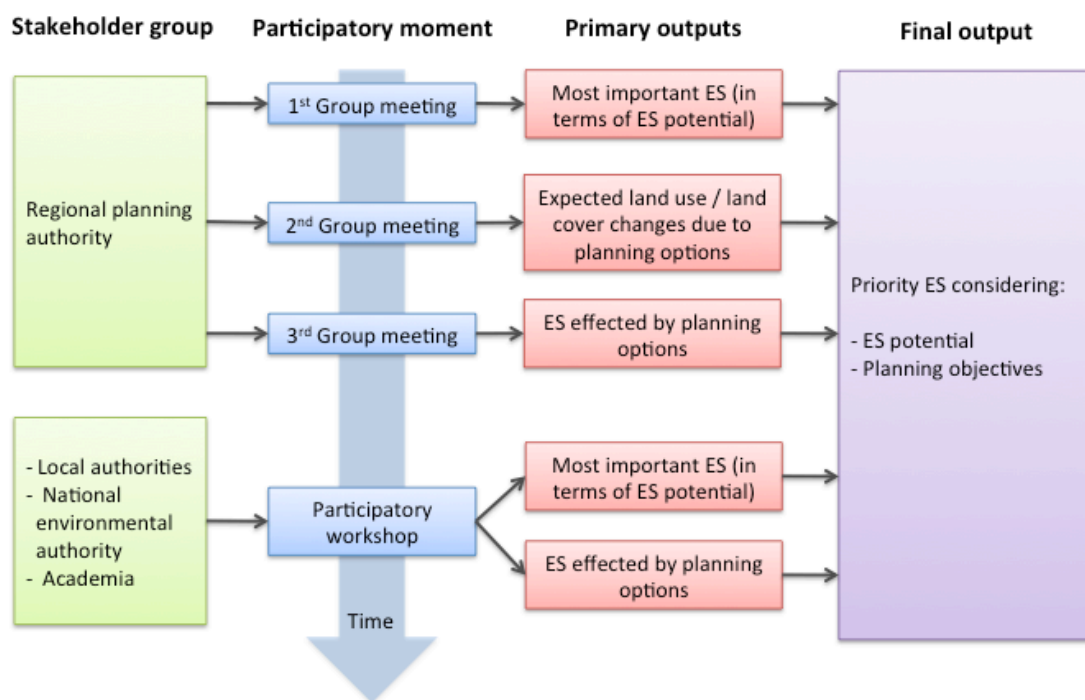 Stakeholder group
Participatory moment
Primary outputs
Final output
Regional planning
authority
1st Group meeting
Most important ES (in
terms of ES potential)
2nd Group meeting
Expected land use / land
cover changes due to
planning options
3rd Group meeting
ES effected by planning
options
Priority ES considering:
- ES potential
- Planning objectives
- Local authorities
- National
environmental
authority
- Academia
Participatory
workshop
Most important ES (in
terms of ES potential)
ES effected by planning
options
Time